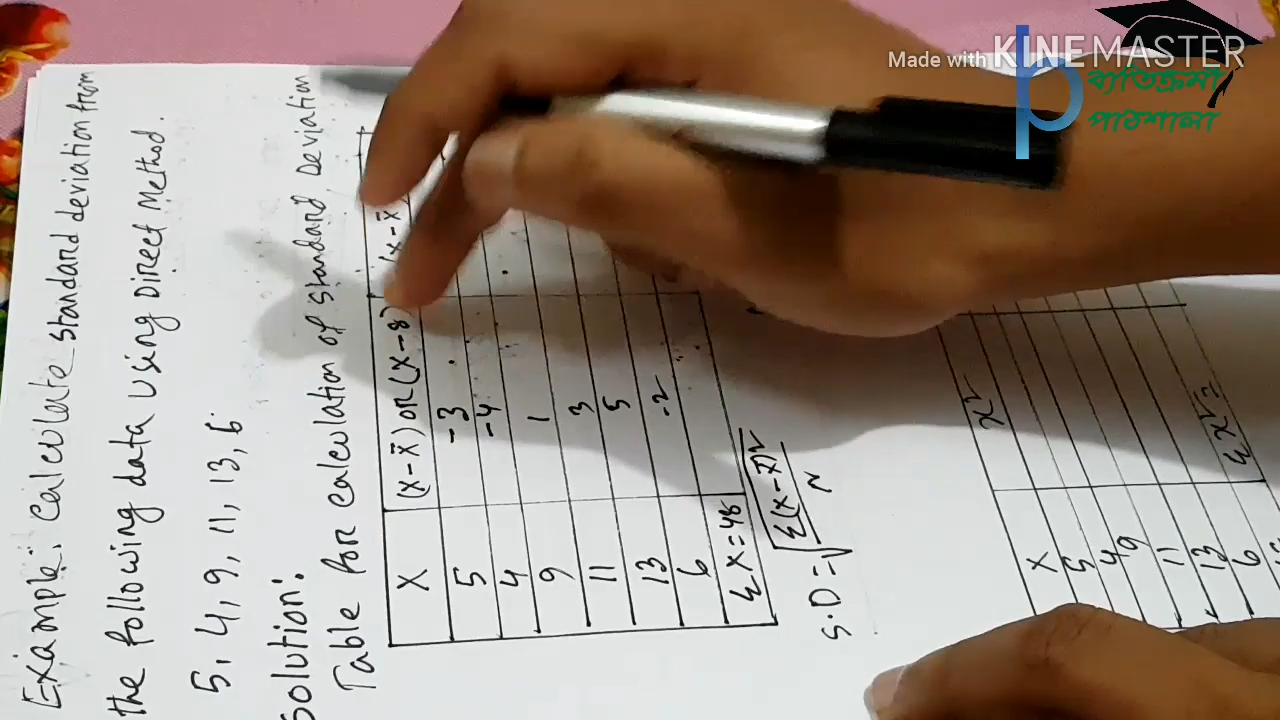 Example: Calculate standard deviation from
the following data using Direct Method.
5, 4, 9, 11, 13, 6
Solution:
Table for calculation of standard Deviation
X (x-x̄) OR (x-8) (x-x̄
5 -3
4 -4
9 1
11 3
13 5
6 -2
Σx=48
S.D=√Σ(x-x̄)²/N
X x²
5
4
9
11
13
6
Σx²=
Made with KINEMASTER
ব্যতিক্রমী
পাঠশালা